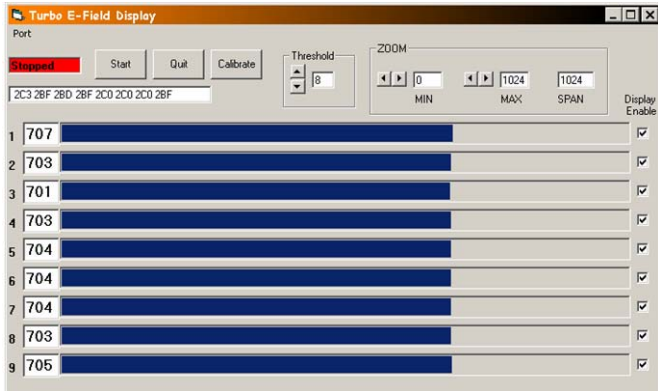 Turbo E-Field Display
Port
Stopped Start Quit Calibrate
Threshold
8
ZOOM
0 1024 1024
MIN MAX SPAN
2C3 2BF 2BD 2BF 2C0 2C0 2C0 2BF
Display
Enable
1 707
2 703
3 701
4 703
5 704
6 704
7 704
8 703
9 705